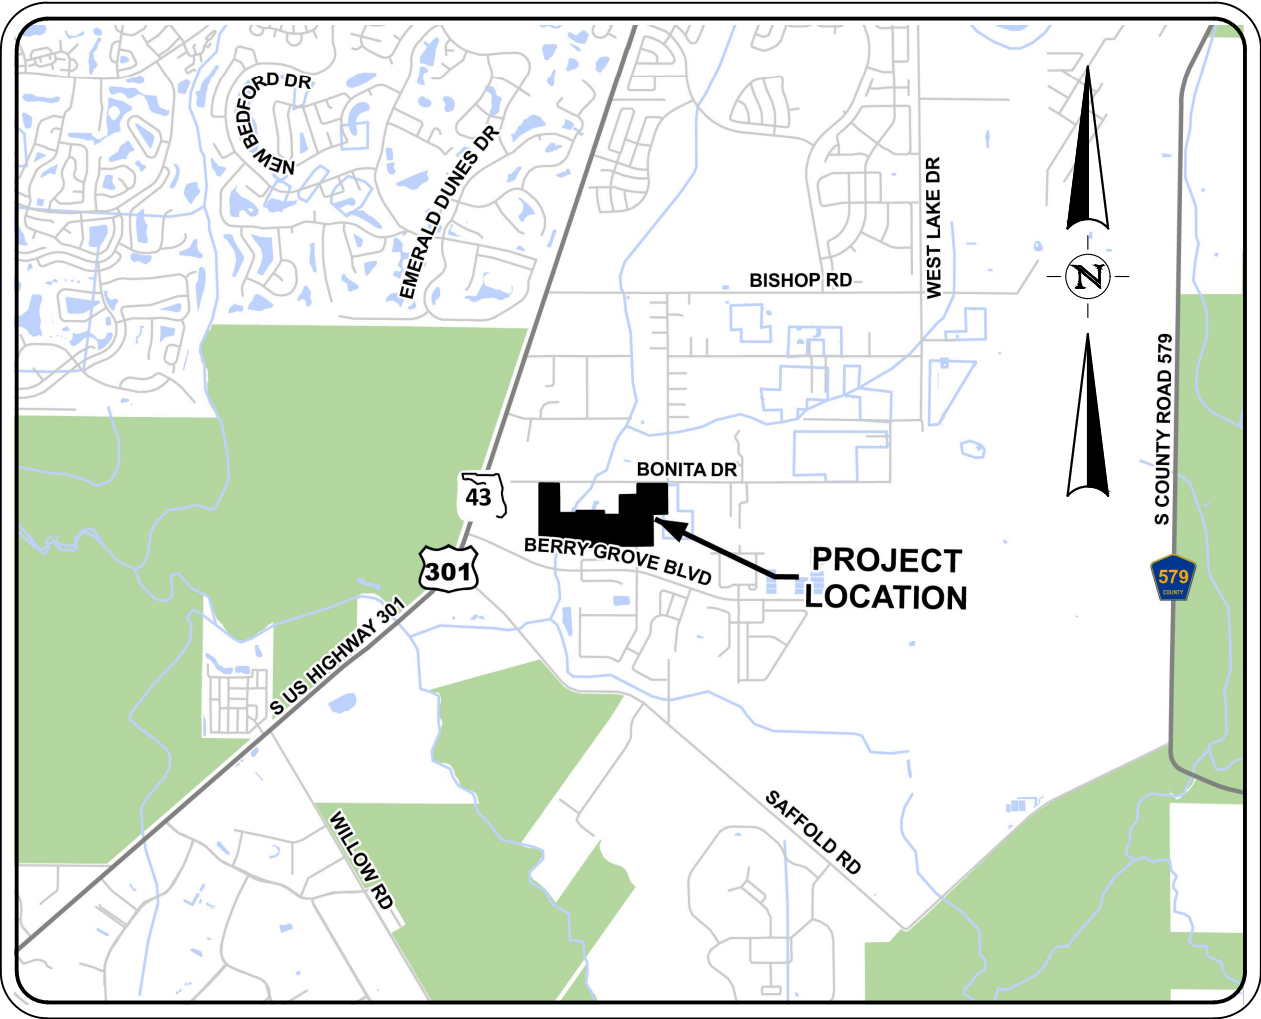 NEW BEDFORD DR
EMERALD DUNES DR
WEST LAKE DR
BISHOP RD
N
S COUNTY ROAD 579
BONITA DR
43
BERRY GROVE BLVD
301
PROJECT
LOCATION
579
COUNTY
S US HIGHWAY 301
SAFFOLD RD
WILLOW RD